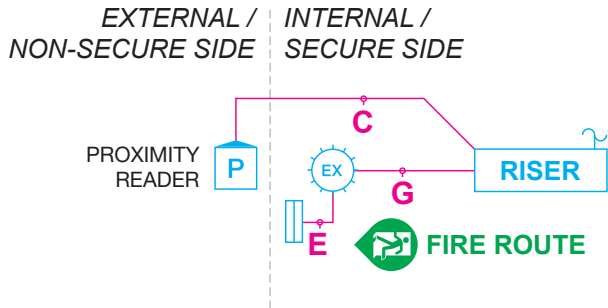 EXTERNAL /
NON-SECURE SIDE
INTERNAL /
SECURE SIDE
C
PROXIMITY
READER
P
EX
G
RISER
E
FIRE ROUTE